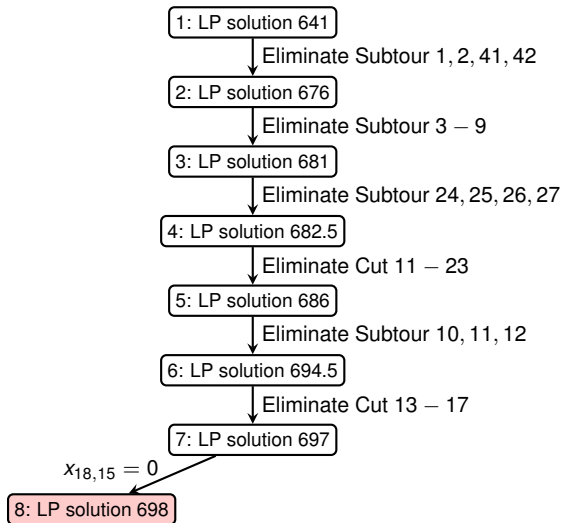 1: LP solution 641
Eliminate Subtour 1, 2, 41, 42
2: LP solution 676
Eliminate Subtour 3 − 9
3: LP solution 681
Eliminate Subtour 24, 25, 26, 27
4: LP solution 682.5
Eliminate Cut 11 − 23
5: LP solution 686
Eliminate Subtour 10, 11, 12
6: LP solution 694.5
Eliminate Cut 13 − 17
7: LP solution 697
x18,15 = 0
8: LP solution 698